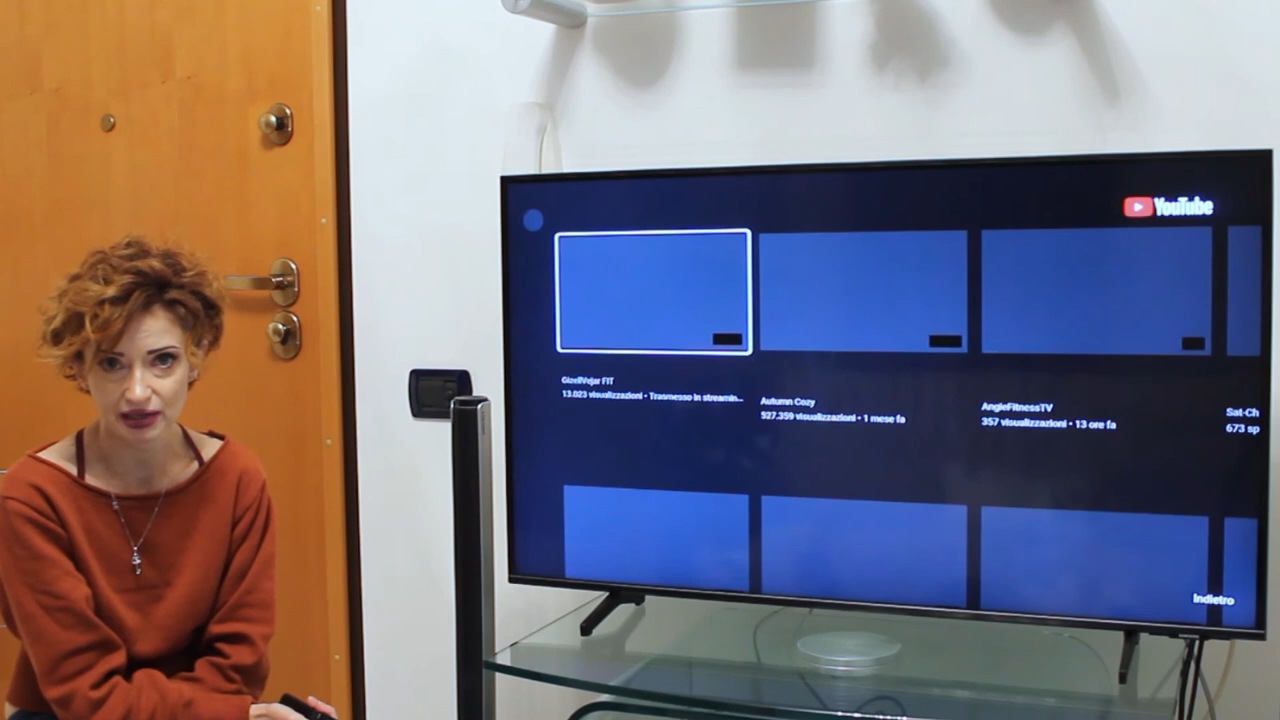 YouTube
GizellVejar FIT
13.023 visualizzazioni • Trasmesso in streamin...
Autumn Cozy
527.359 visualizzazioni • 1 mese fa
AngieFitnessTV
357 visualizzazioni • 13 ore fa
Sat-Ch
673 sp
Indietro